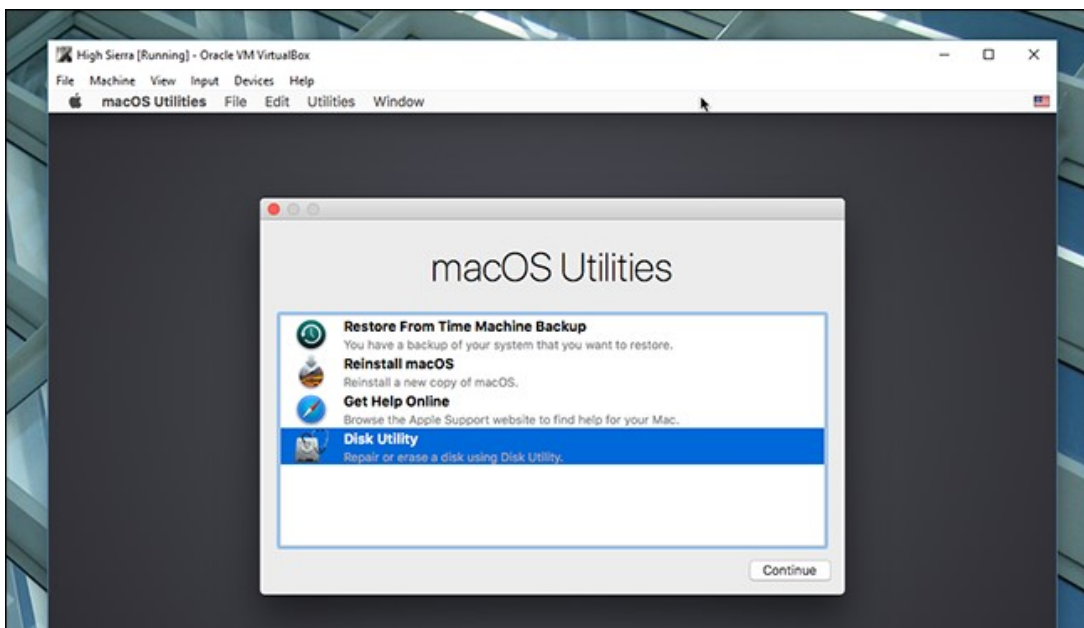 High Sierra [Running] - Oracle VM VirtualBox
File Machine View Input Devices Help
macOS Utilities File Edit Utilities Window
macOS Utilities
Restore From Time Machine Backup
You have a backup of your system that you want to restore.
Reinstall macOS
Reinstall a new copy of macOS.
Get Help Online
Browse the Apple Support website to find help for your Mac.
Disk Utility
Repair or erase a disk using Disk Utility.
Continue